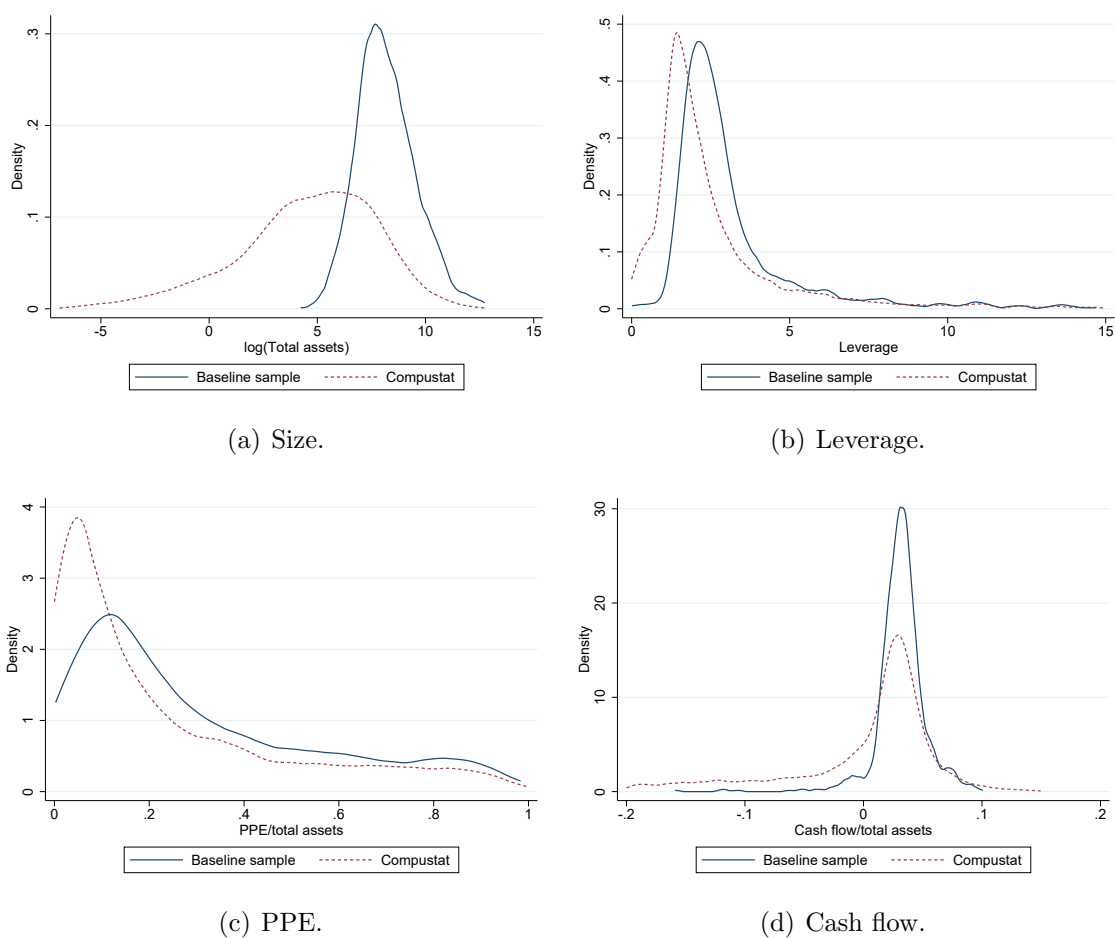 Density
0 .1 .2 .3
-5 0 5 10 15
log(Total assets)
Baseline sample Compustat
(a) Size.
Density
0 .1 .2 .3 .4 .5
0 5 10 15
Leverage
Baseline sample Compustat
(b) Leverage.
Density
0 1 2 3 4
0 .2 .4 .6 .8 1
PPE/total assets
Baseline sample Compustat
(c) PPE.
Density
0 10 20 30
-.2 -.1 0 .1 .2
Cash flow/total assets
Baseline sample Compustat
(d) Cash flow.